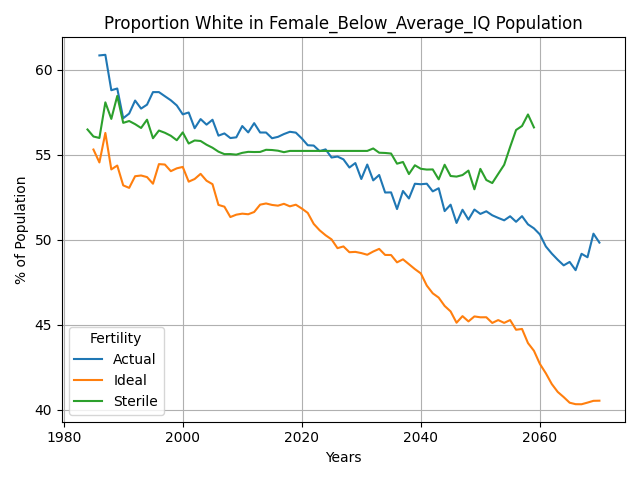 Proportion White in Female_Below_Average_IQ Population
% of Population
60
55
50
45
40
Fertility
Actual
Ideal
Sterile
1980
2000
2020
2040
2060
Years